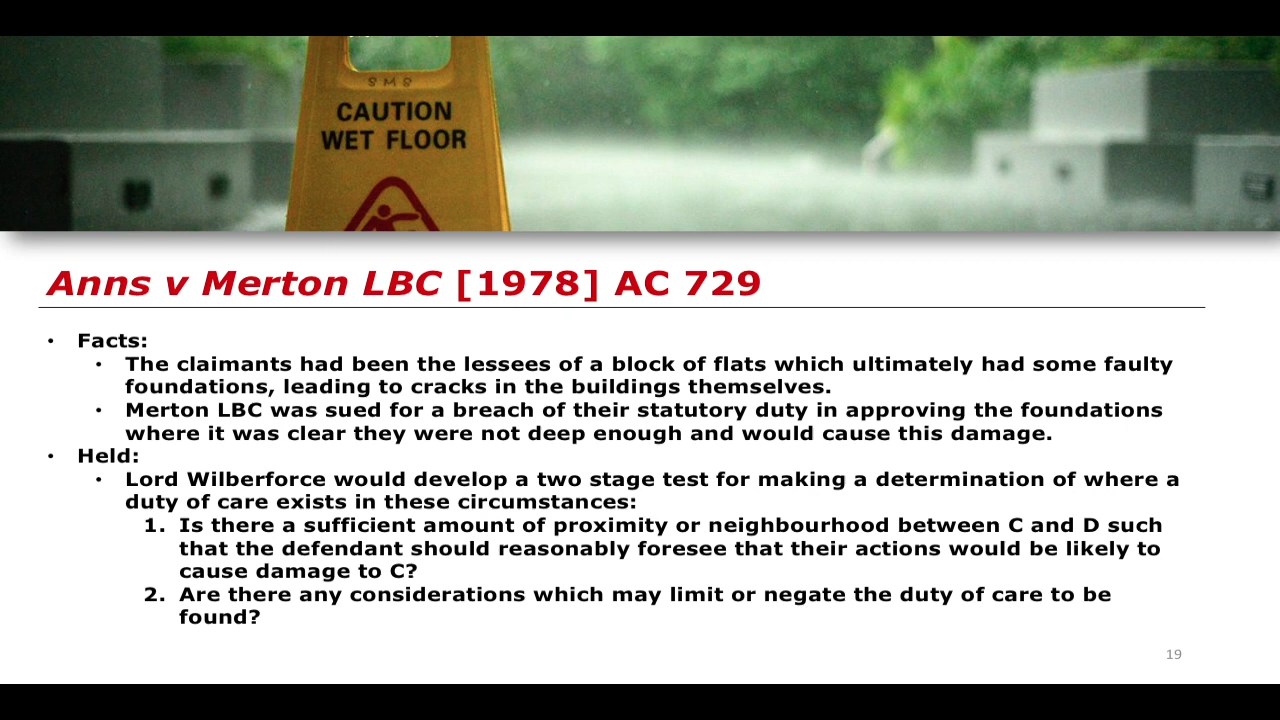 SMS
CAUTION
WET FLOOR
Anns v Merton LBC [1978] AC 729
• Facts:
• The claimants had been the lessees of a block of flats which ultimately had some faulty
foundations, leading to cracks in the buildings themselves.
• Merton LBC was sued for a breach of their statutory duty in approving the foundations
where it was clear they were not deep enough and would cause this damage.
• Held:
• Lord Wilberforce would develop a two stage test for making a determination of where a
duty of care exists in these circumstances:
1. Is there a sufficient amount of proximity or neighbourhood between C and D such
that the defendant should reasonably foresee that their actions would be likely to
cause damage to C?
2. Are there any considerations which may limit or negate the duty of care to be
found?
19